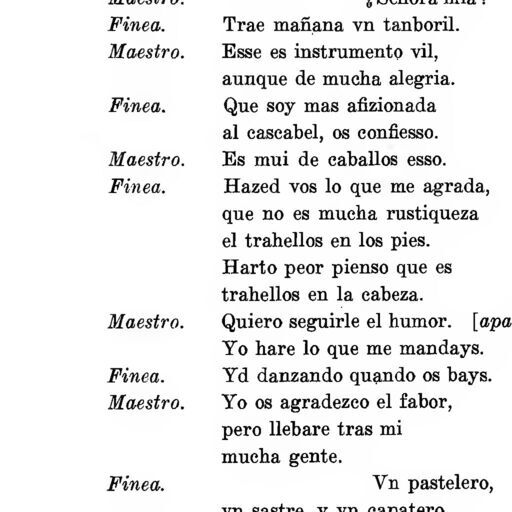 Maestro. ¿Señora mia?
Finea. Trae mañana vn tanboril.
Maestro. Esse es instrumento vil,
aunque de mucha alegria.
Finea. Que soy mas afizionada
al cascabel, os confiesso.
Maestro. Es mui de caballos esso.
Finea. Hazed vos lo que me agrada,
que no es mucha rustiqueza
el trahellos en los pies.
Harto peor pienso que es
trahellos en la cabeza.
Maestro. Quiero seguirle el humor. [apa
Yo hare lo que me mandays.
Finea. Yd danzando quando os bays.
Maestro. Yo os agradezco el fabor,
pero llebare tras mi
mucha gente.
Finea. Vn pastelero,
vn sastre, y vn